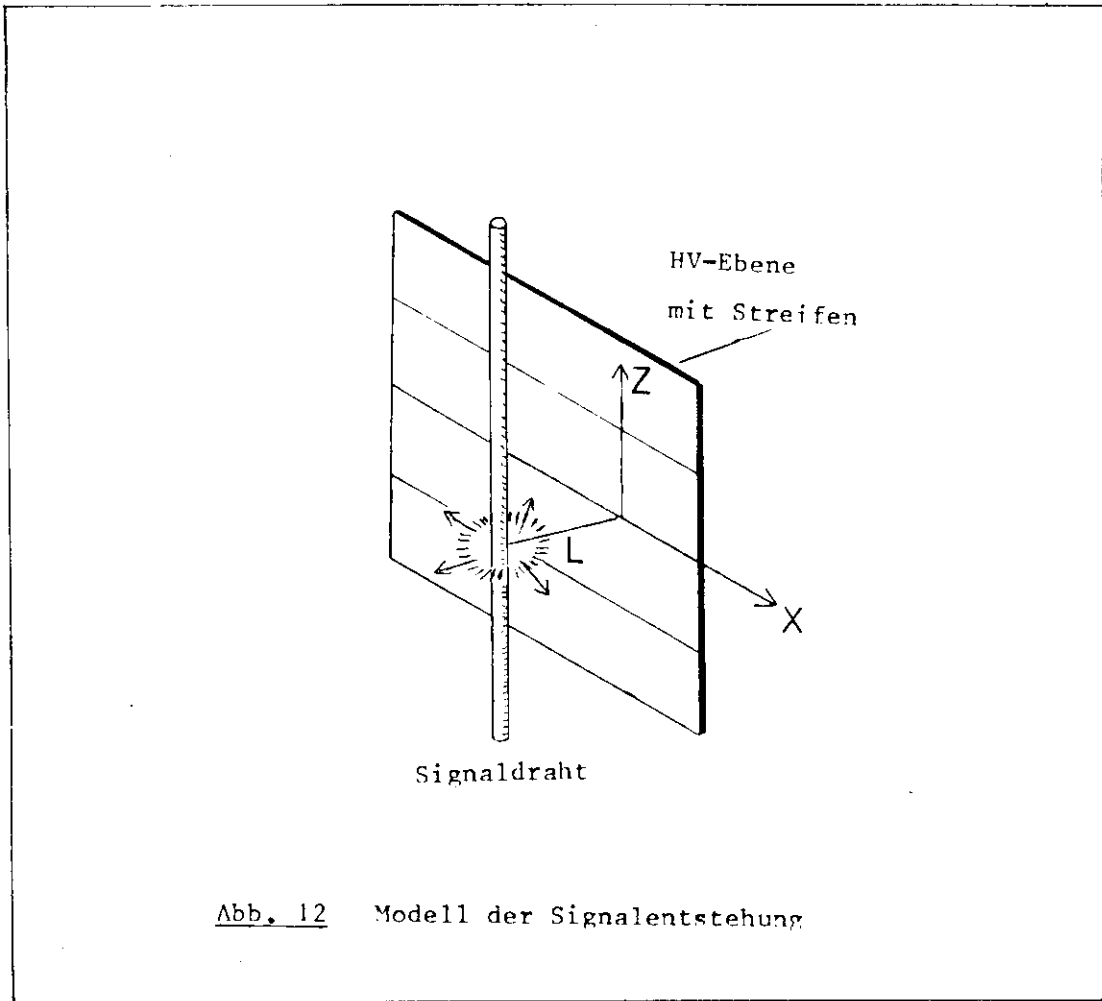 HV-Ebene
mit Streifen
Z
L
X
Signaldraht
Abb. 12 Modell der Signalentstehung